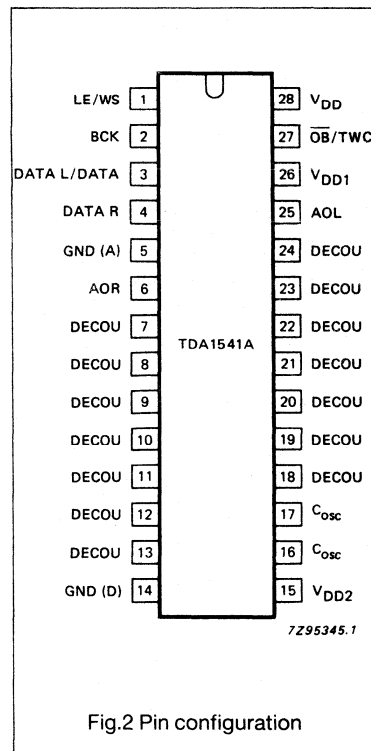 LE/WS 1 28 VDD
BCK 2 27 OB/TWC
DATA L/DATA 3 26 VDD1
DATA R 4 25 AOL
GND (A) 5 24 DECOU
AOR 6 23 DECOU
DECOU 7 22 DECOU
DECOU 8 21 DECOU
TDA1541A
DECOU 9 20 DECOU
DECOU 10 19 DECOU
DECOU 11 18 DECOU
DECOU 12 17 Cosc
DECOU 13 16 Cosc
GND (D) 14 15 VDD2
7Z95345.1
Fig.2 Pin configuration